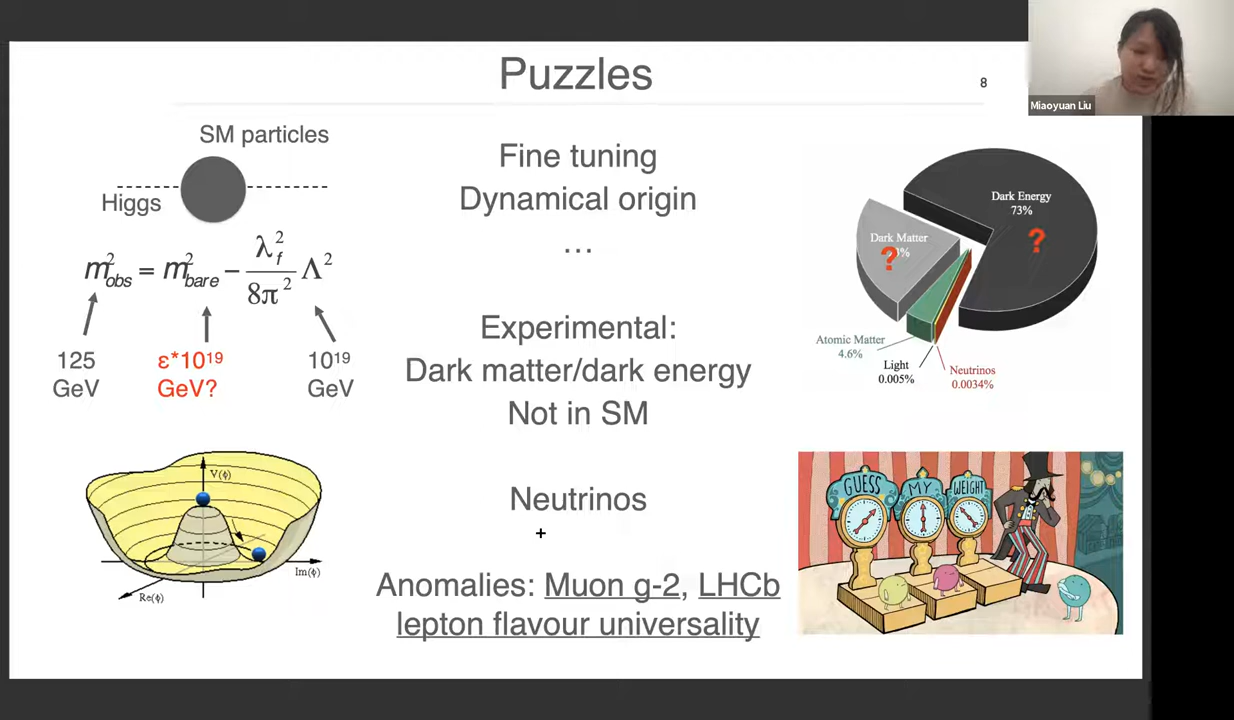 Puzzles
8
Miaoyuan Liu
SM particles
Higgs
m²obs = m²bare − λ²f/8π² Λ²
125
GeV
ε*10¹⁹
GeV?
10¹⁹
GeV
V(ϕ)
Im(ϕ)
Re(ϕ)
Fine tuning
Dynamical origin
...
Experimental:
Dark matter/dark energy
Not in SM
Neutrinos
Anomalies: Muon g-2, LHCb
lepton flavour universality
Dark Energy
73%
?
Dark Matter
?
Atomic Matter
4.6%
Light
0.005%
Neutrinos
0.0034%
GUESS
MY
WEIGHT